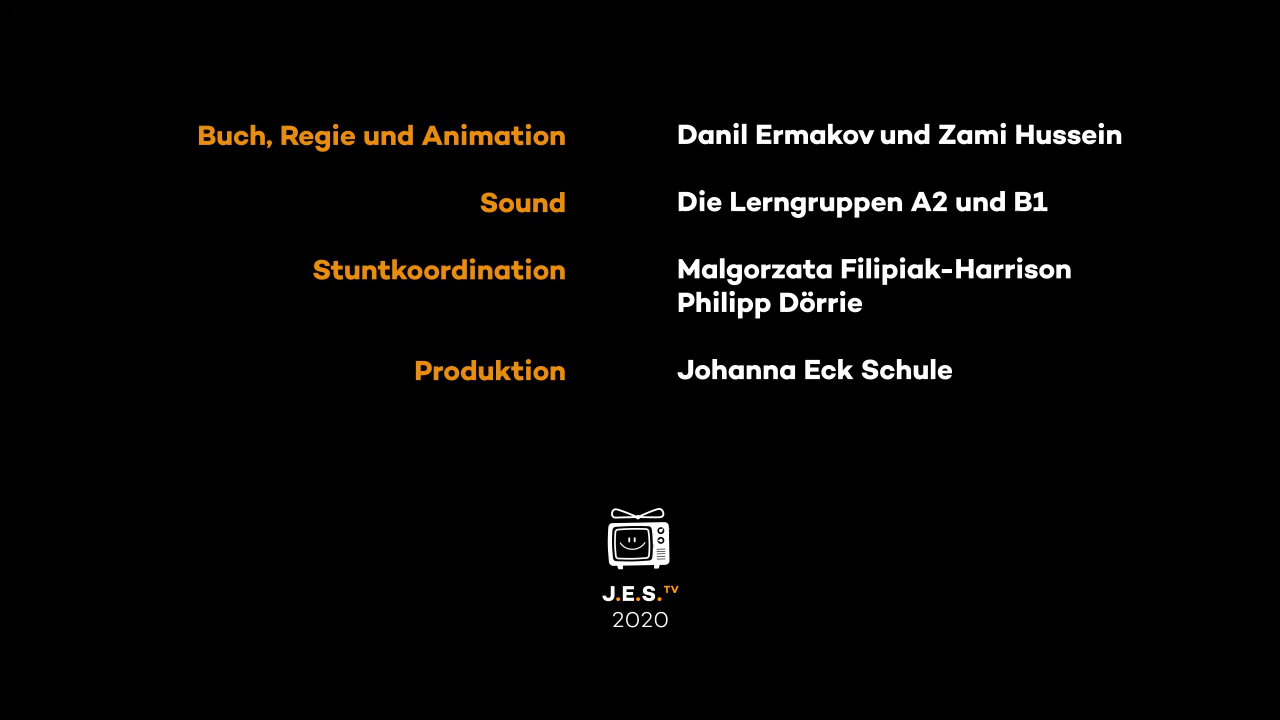 Buch, Regie und Animation Danil Ermakov und Zami Hussein
Sound Die Lerngruppen A2 und B1
Stuntkoordination Malgorzata Filipiak-Harrison
Philipp Dörrie
Produktion Johanna Eck Schule
J.E.S.TV
2020